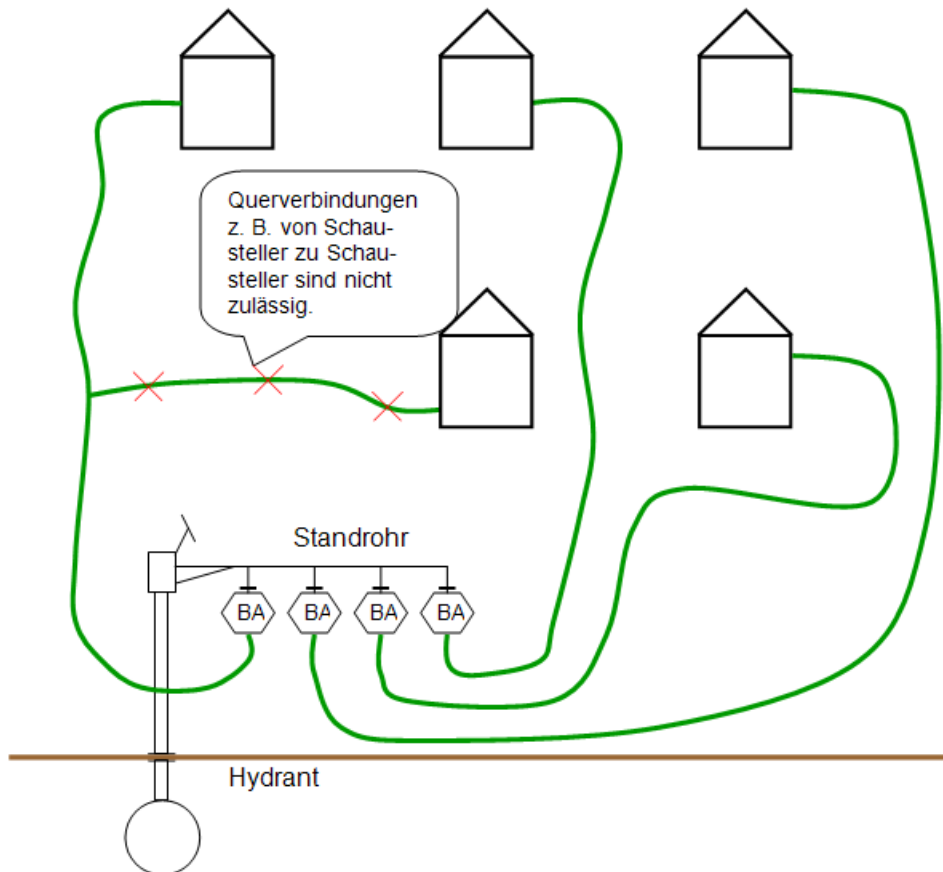 Querverbindungen
z. B. von Schau-
steller zu Schau-
steller sind nicht
zulässig.
Standrohr
BA BA BA BA
Hydrant